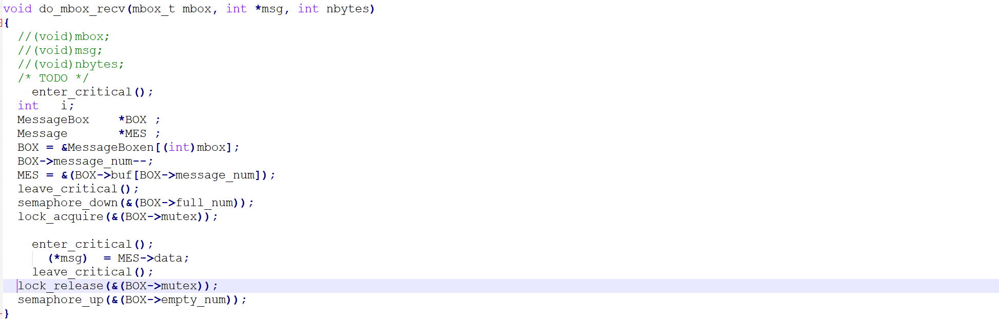 void do_mbox_recv(mbox_t mbox, int *msg, int nbytes)
{
  //(void)mbox;
  //(void)msg;
  //(void)nbytes;
  /* TODO */
    enter_critical();
  int   i;
  MessageBox    *BOX ;
  Message       *MES ;
  BOX = &MessageBoxen[(int)mbox];
  BOX->message_num--;
  MES = &(BOX->buf[BOX->message_num]);
  leave_critical();
  semaphore_down(&(BOX->full_num));
  lock_acquire(&(BOX->mutex));

    enter_critical();
      (*msg)  = MES->data;
    leave_critical();
  lock_release(&(BOX->mutex));
  semaphore_up(&(BOX->empty_num));
}